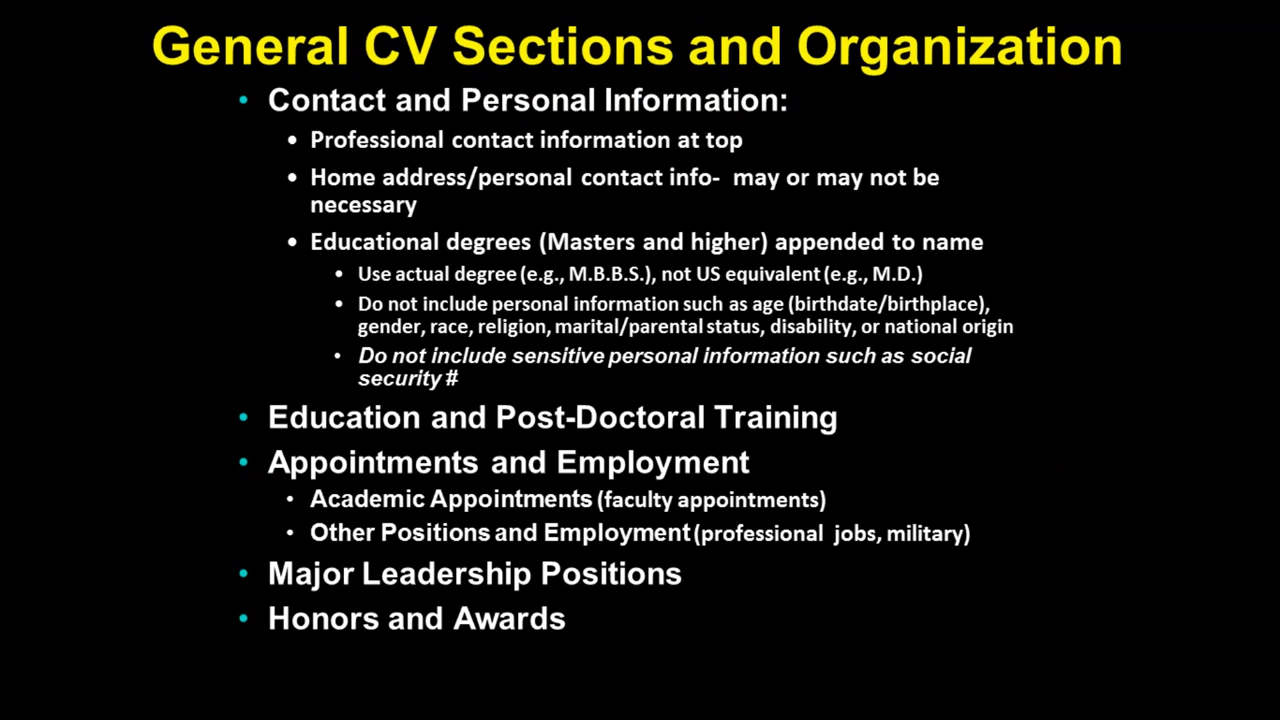 General CV Sections and Organization
• Contact and Personal Information:
• Professional contact information at top
• Home address/personal contact info- may or may not be
necessary
• Educational degrees (Masters and higher) appended to name
• Use actual degree (e.g., M.B.B.S.), not US equivalent (e.g., M.D.)
• Do not include personal information such as age (birthdate/birthplace),
gender, race, religion, marital/parental status, disability, or national origin
• Do not include sensitive personal information such as social
security #
• Education and Post-Doctoral Training
• Appointments and Employment
• Academic Appointments (faculty appointments)
• Other Positions and Employment (professional jobs, military)
• Major Leadership Positions
• Honors and Awards